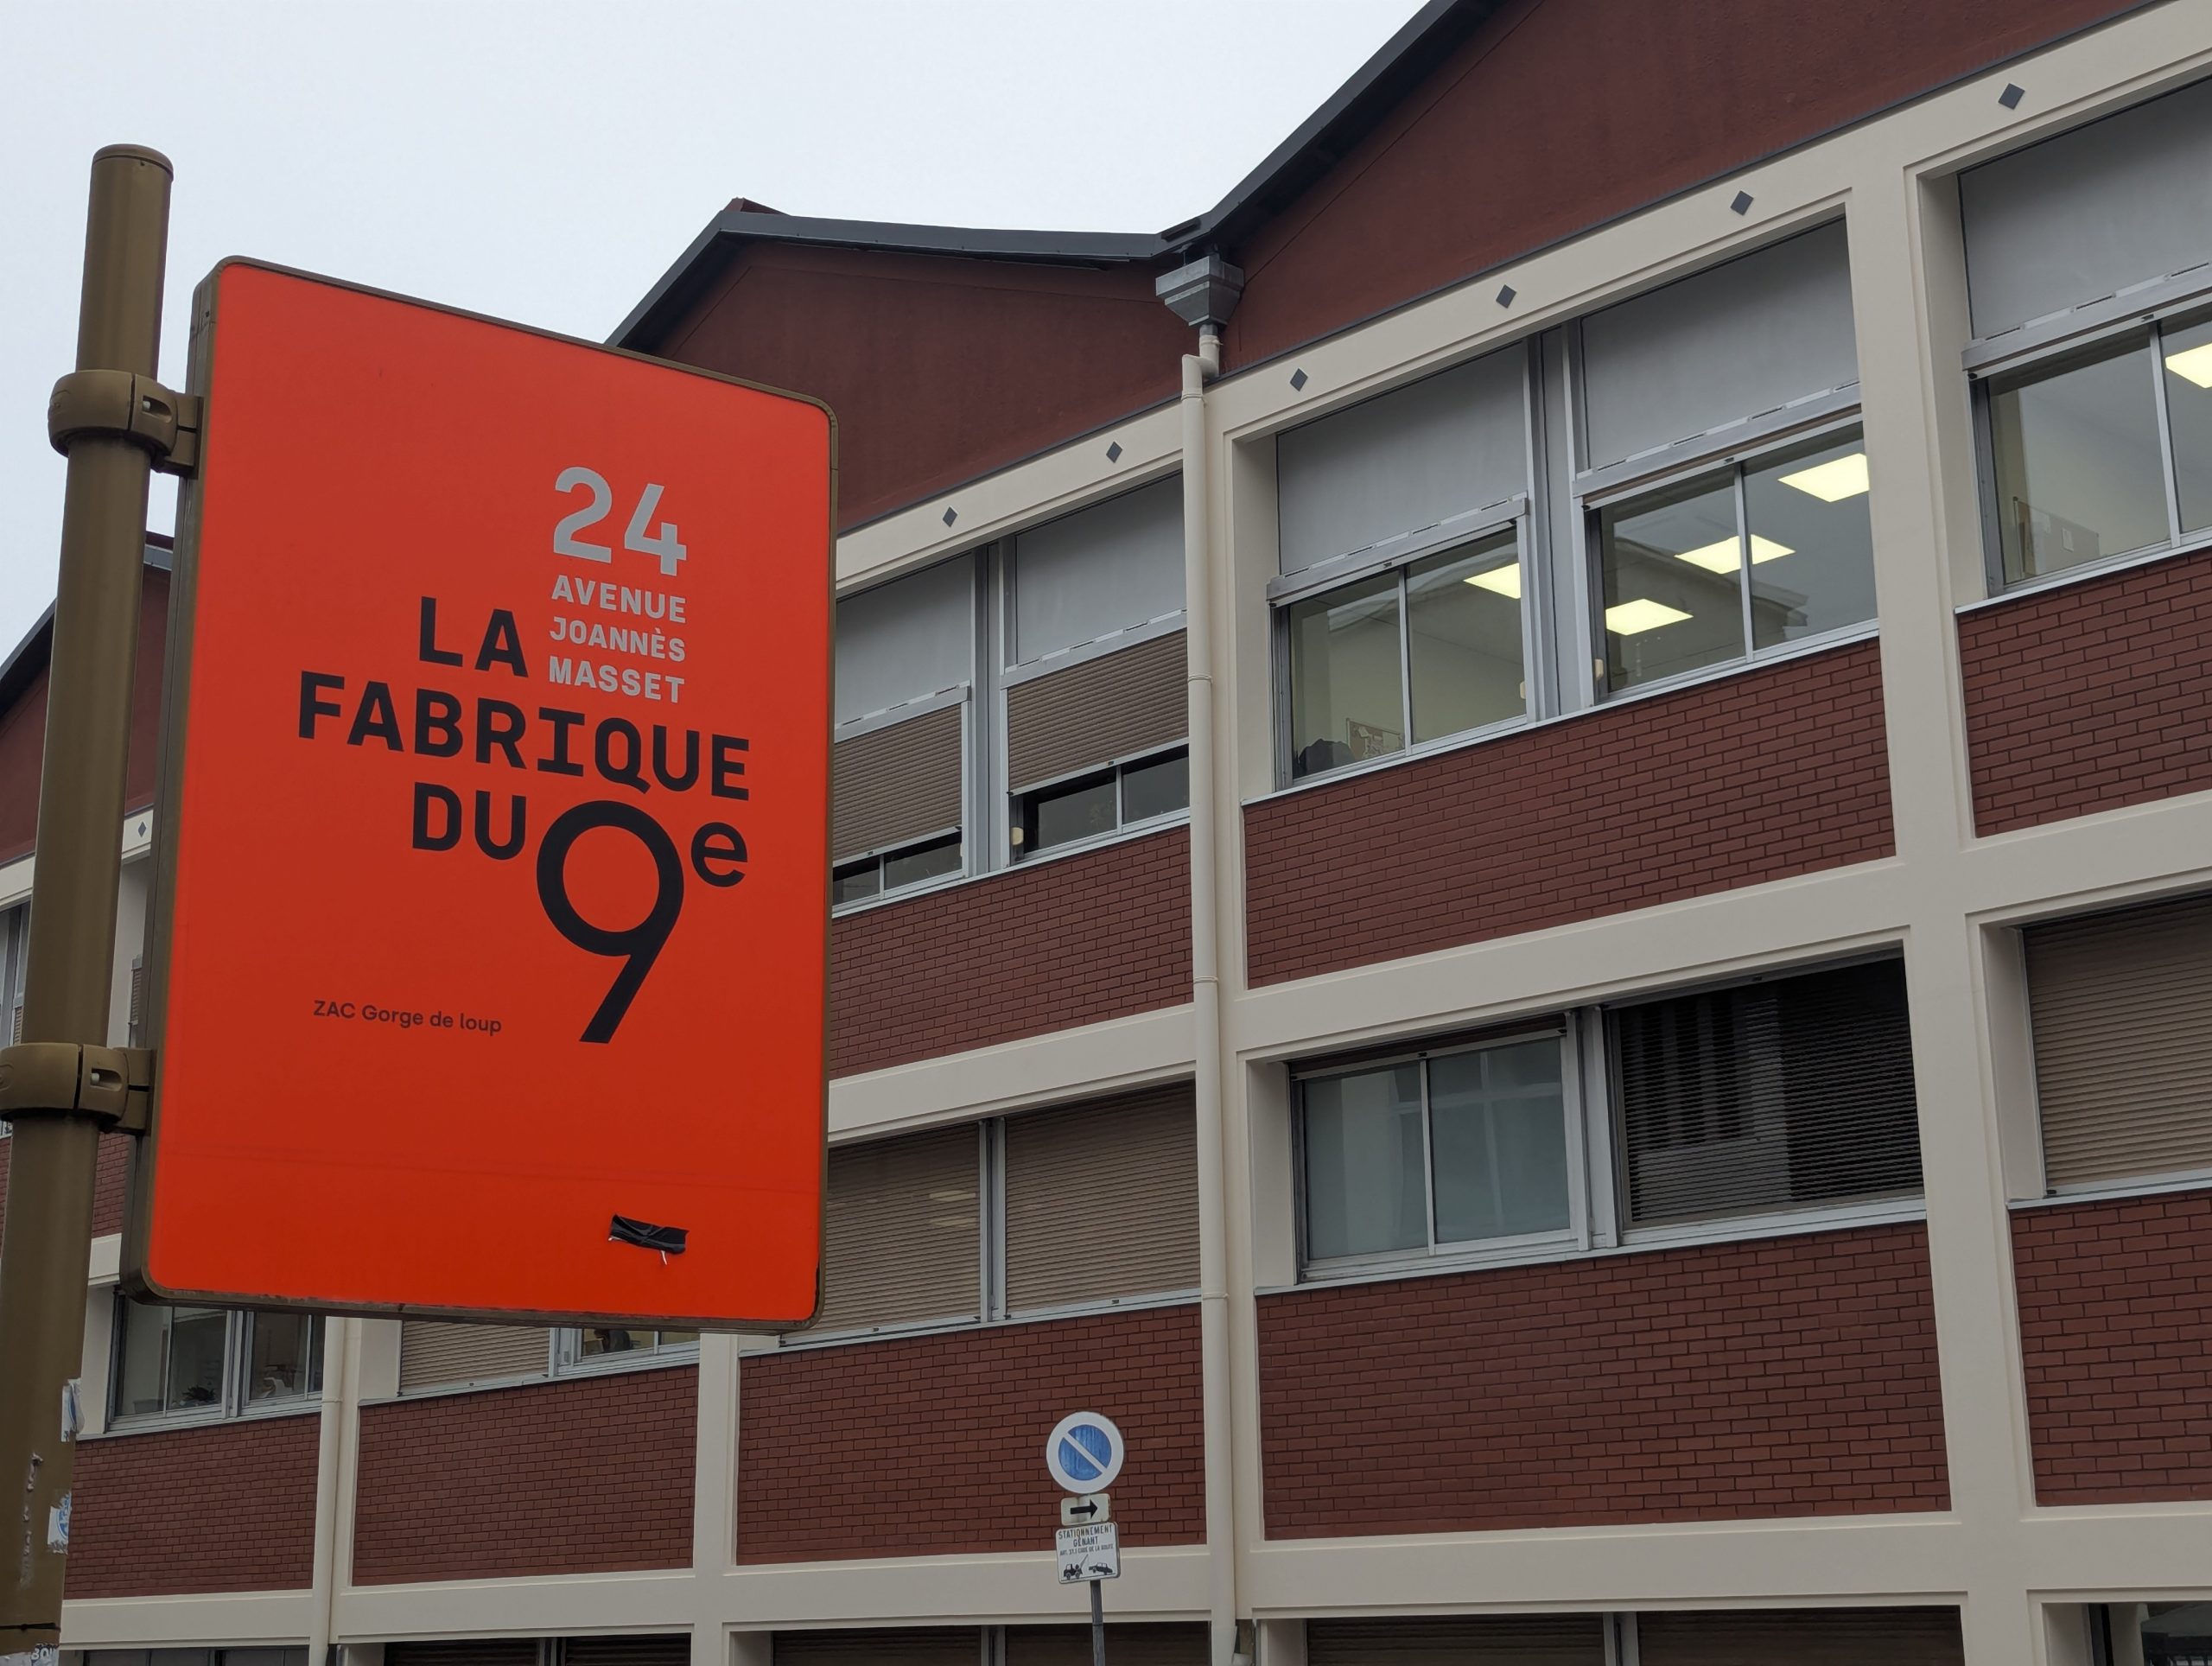 24
AVENUE
JOANNÈS
MASSET
LA
FABRIQUE
DU 9e
ZAC Gorge de loup
STATIONNEMENT
GÊNANT